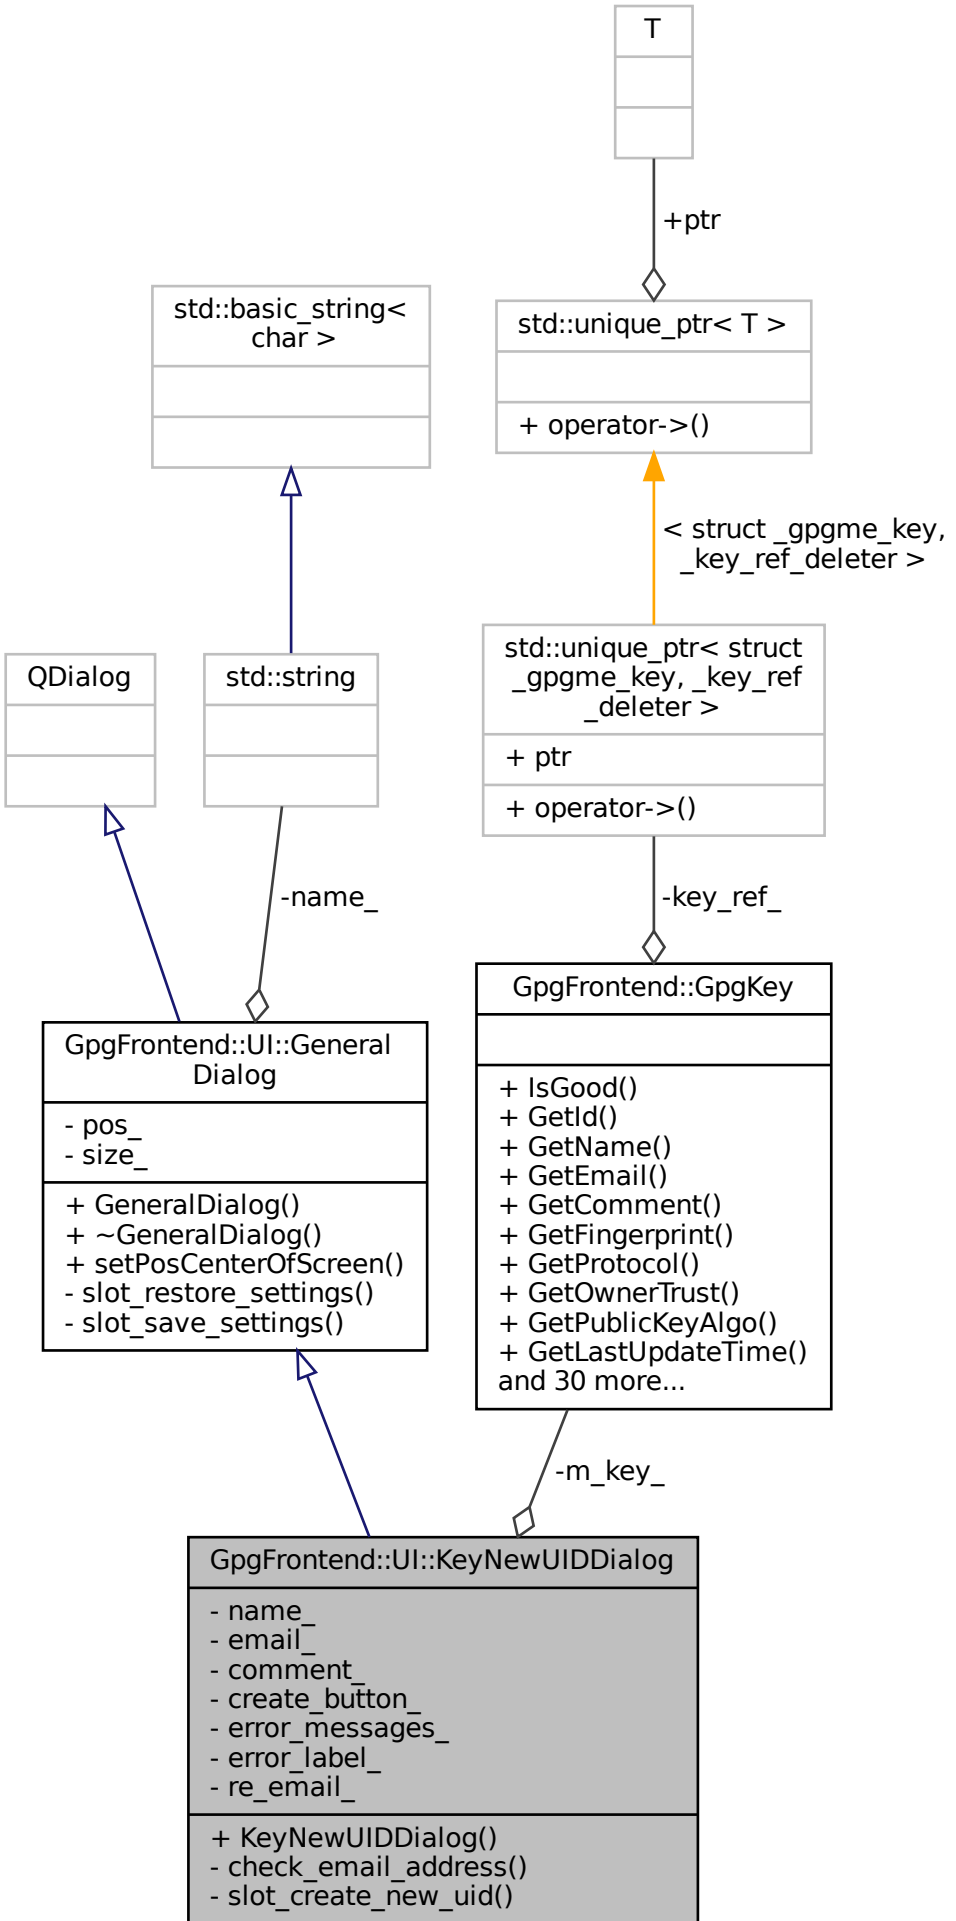 T
+ptr
std::basic_string<
char >
std::unique_ptr< T >
+ operator->()
< struct _gpgme_key,
_key_ref_deleter >
QDialog
std::string
std::unique_ptr< struct
_gpgme_key, _key_ref
_deleter >
+ ptr
+ operator->()
-name_
-key_ref_
GpgFrontend::UI::General
Dialog
- pos_
- size_
+ GeneralDialog()
+ ~GeneralDialog()
+ setPosCenterOfScreen()
- slot_restore_settings()
- slot_save_settings()
GpgFrontend::GpgKey
+ IsGood()
+ GetId()
+ GetName()
+ GetEmail()
+ GetComment()
+ GetFingerprint()
+ GetProtocol()
+ GetOwnerTrust()
+ GetPublicKeyAlgo()
+ GetLastUpdateTime()
and 30 more...
-m_key_
GpgFrontend::UI::KeyNewUIDDialog
- name_
- email_
- comment_
- create_button_
- error_messages_
- error_label_
- re_email_
+ KeyNewUIDDialog()
- check_email_address()
- slot_create_new_uid()